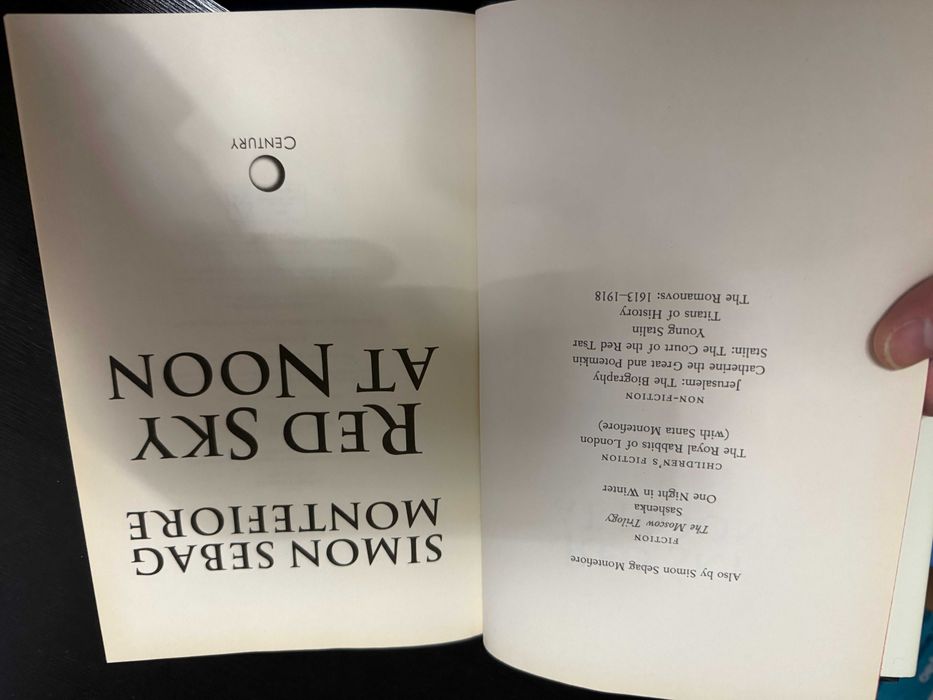 Also by Simon Sebag Montefiore
FICTION
The Moscow Trilogy
Sashenka
One Night in Winter
CHILDREN'S FICTION
The Royal Rabbits of London
(with Santa Montefiore)
NON-FICTION
Jerusalem: The Biography
Catherine the Great and Potemkin
Stalin: The Court of the Red Tsar
Young Stalin
Titans of History
The Romanovs: 1613–1918
SIMON SEBAG
MONTEFIORE
RED SKY
AT NOON
CENTURY